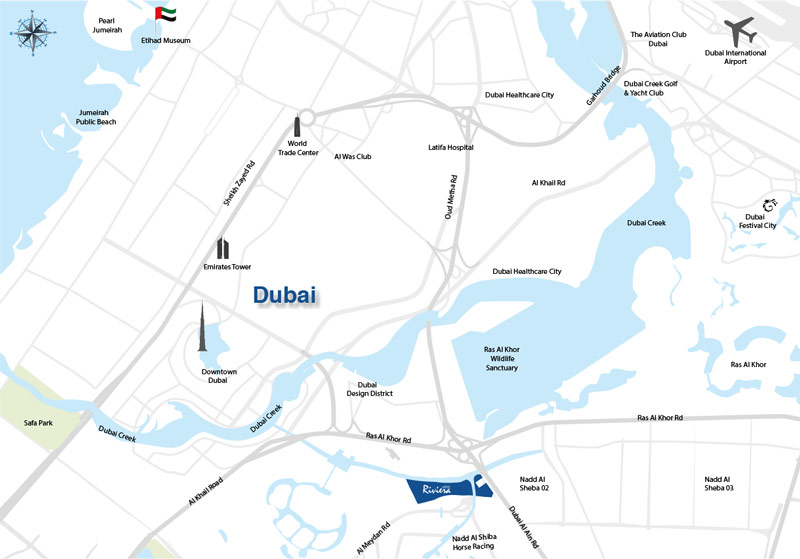 Pearl
Jumeirah
Etihad Museum
The Aviation Club
Dubai
Dubai International
Airport
Garhoud Bridge
Dubai Creek Golf
& Yacht Club
Dubai Healthcare City
Jumeirah
Public Beach
World
Trade Center
Al Was Club
Latifa Hospital
Sheikh Zayed Rd
Oud Metha Rd
Al Khail Rd
Dubai Creek
Dubai
Festival City
Emirates Tower
Dubai
Dubai Healthcare City
Ras Al Khor
Wildlife
Sanctuary
Ras Al Khor
Downtown
Dubai
Dubai
Design District
Safa Park
Dubai Creek
Dubai Creek
Ras Al Khor Rd
Ras Al Khor Rd
Al Khail Road
Riviera
Nadd Al
Sheba 02
Nadd Al
Sheba 03
Dubai Al Ain Rd
Al Meydan Rd
Nadd Al Shiba
Horse Racing